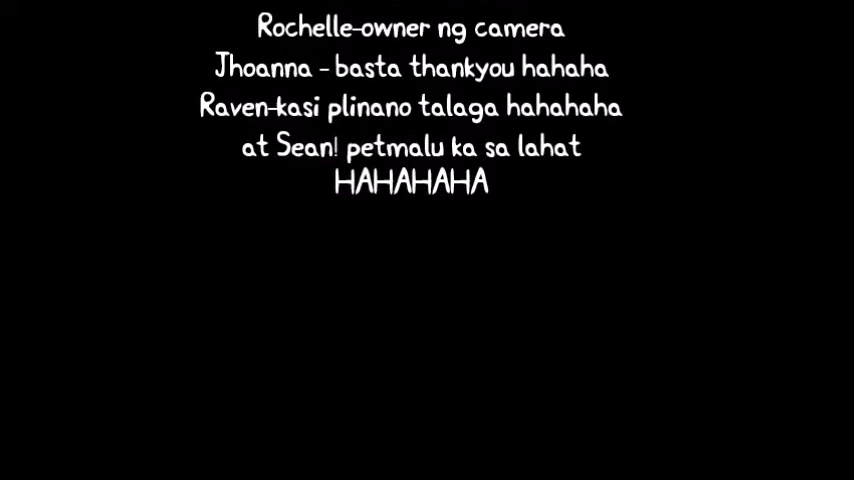 Rochelle-owner ng camera
Jhoanna - basta thankyou hahaha
Raven-kasi plinano talaga hahahaha
at Sean! petmalu ka sa lahat
HAHAHAHA